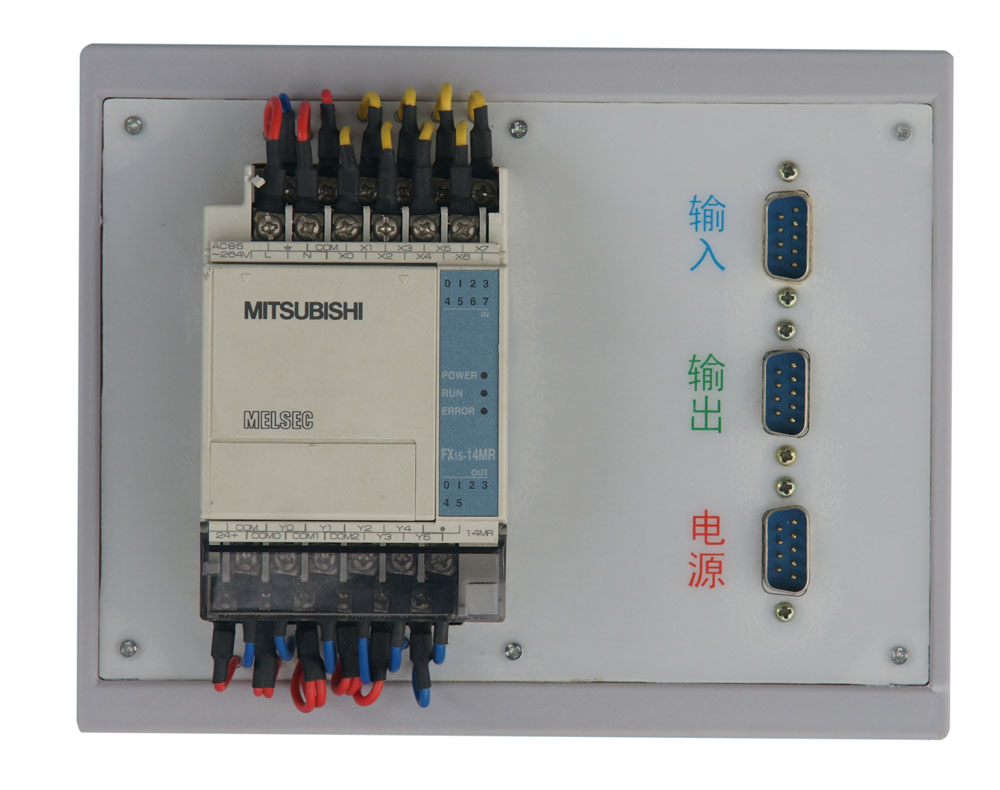 AC85 ⏚ COM X1 X3 X5 X7
~264V L N X0 X2 X4 X6
MITSUBISHI
MELSEC
0 1 2 3
4 5 6 7
IN
POWER
RUN
ERROR
FX1S-14MR
OUT
0 1 2 3
4 5
COM Y0 Y1 Y2 Y4 •
24+ COM0 COM1 COM2 Y3 Y5 14MR
输入
输出
电源